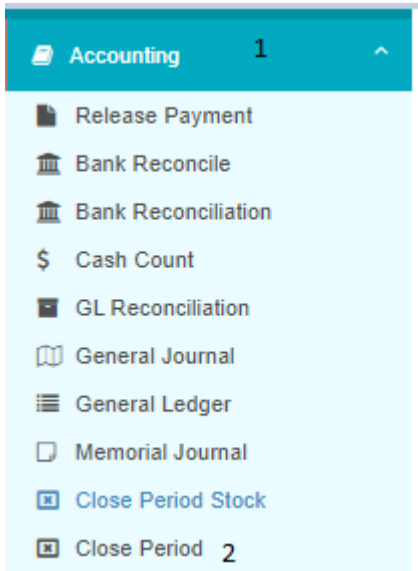 Accounting 1
Release Payment
Bank Reconcile
Bank Reconciliation
$ Cash Count
GL Reconciliation
General Journal
General Ledger
Memorial Journal
Close Period Stock
Close Period 2